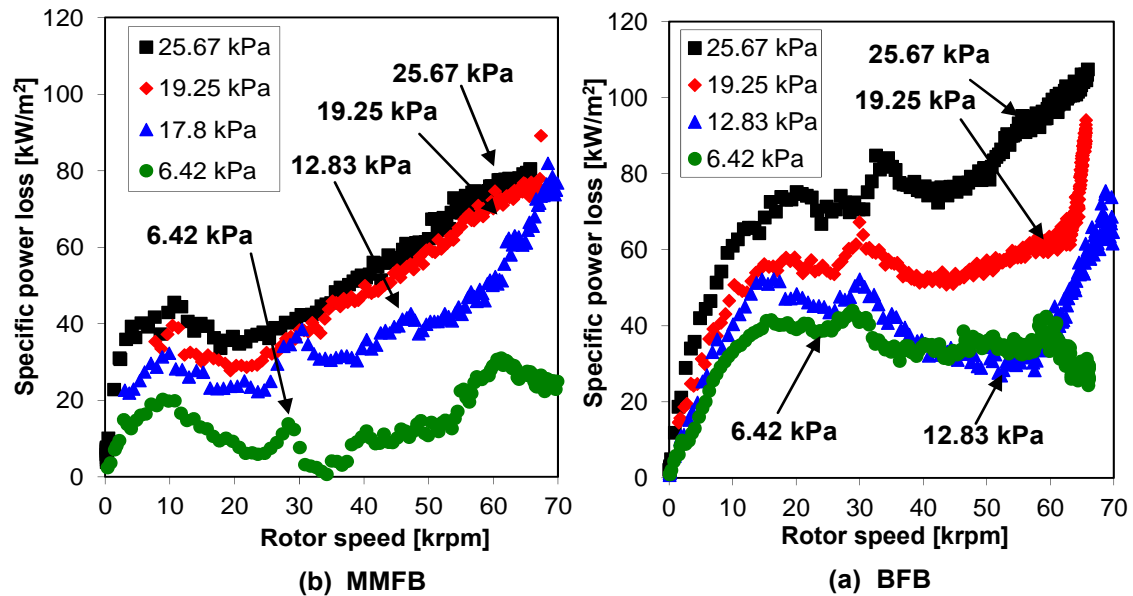 Specific power loss [kW/m²]
120
100
80
60
40
20
0
25.67 kPa
19.25 kPa
17.8 kPa
6.42 kPa
25.67 kPa
19.25 kPa
12.83 kPa
6.42 kPa
0 10 20 30 40 50 60 70
Rotor speed [krpm]
(b) MMFB
Specific power loss [kW/m²]
120
100
80
60
40
20
0
25.67 kPa
19.25 kPa
12.83 kPa
6.42 kPa
25.67 kPa
19.25 kPa
6.42 kPa
12.83 kPa
0 10 20 30 40 50 60 70
Rotor speed [krpm]
(a) BFB